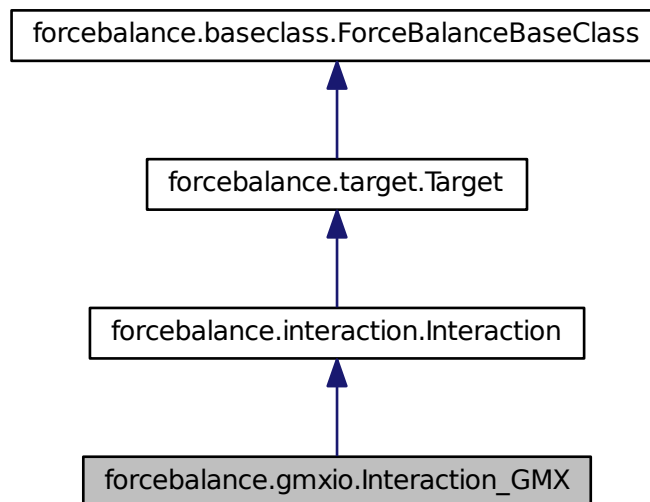 forcebalance.baseclass.ForceBalanceBaseClass
forcebalance.target.Target
forcebalance.interaction.Interaction
forcebalance.gmxio.Interaction_GMX